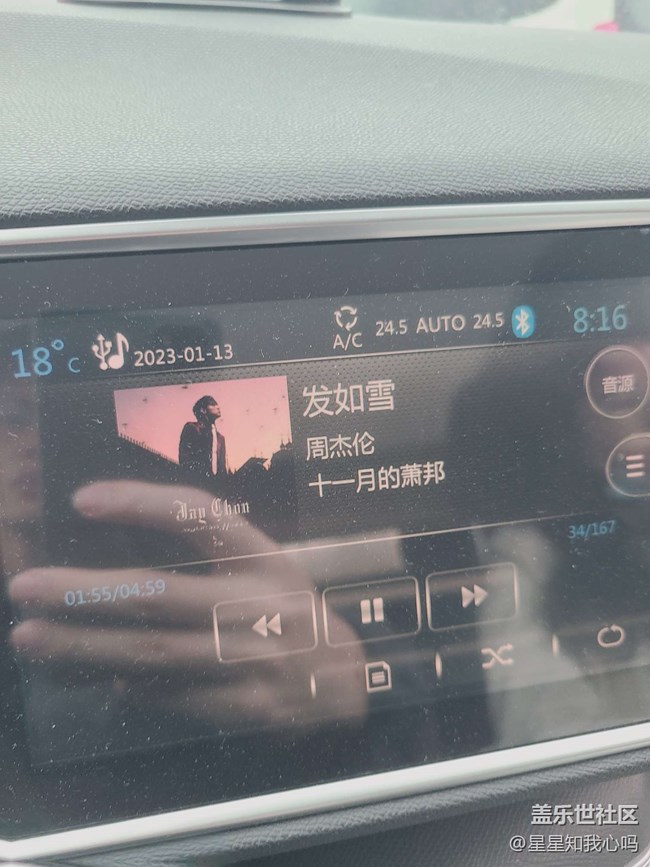 18°C 2023-01-13 A/C 24.5 AUTO 24.5 8:16
发如雪
音源
周杰伦
十一月的萧邦
Jay Chou
34/167
01:55/04:59
盖乐世社区
@星星知我心吗